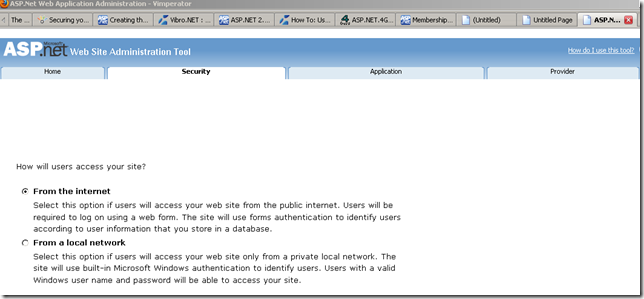 ASP.Net Web Application Administration - Vimperator
The ...
Securing yo...
Creating th...
Vibro.NET : ...
ASP.NET 2....
How To: Us...
ASP.NET.4G...
Membership...
(Untitled)
Untitled Page
ASP.N...
Microsoft
ASP.net Web Site Administration Tool
How do I use this tool?
Home
Security
Application
Provider
How will users access your site?
From the internet
Select this option if users will access your web site from the public internet. Users will be
required to log on using a web form. The site will use forms authentication to identify users
according to user information that you store in a database.
From a local network
Select this option if users will access your web site only from a private local network. The
site will use built-in Microsoft Windows authentication to identify users. Users with a valid
Windows user name and password will be able to access your site.